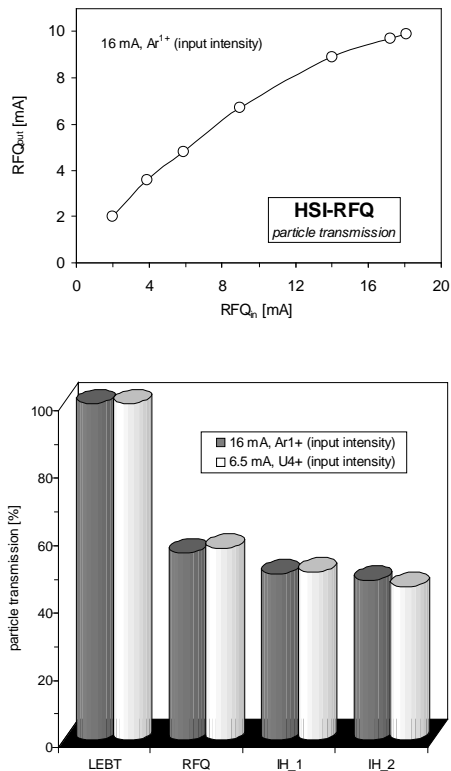 10
8
6
4
2
0
RFQout [mA]
16 mA, Ar1+ (input intensity)
HSI-RFQ
particle transmission
0 4 8 12 16 20
RFQin [mA]
100
80
60
40
20
0
particle transmission [%]
16 mA, Ar1+ (input intensity)
6.5 mA, U4+ (input intensity)
LEBT RFQ IH_1 IH_2